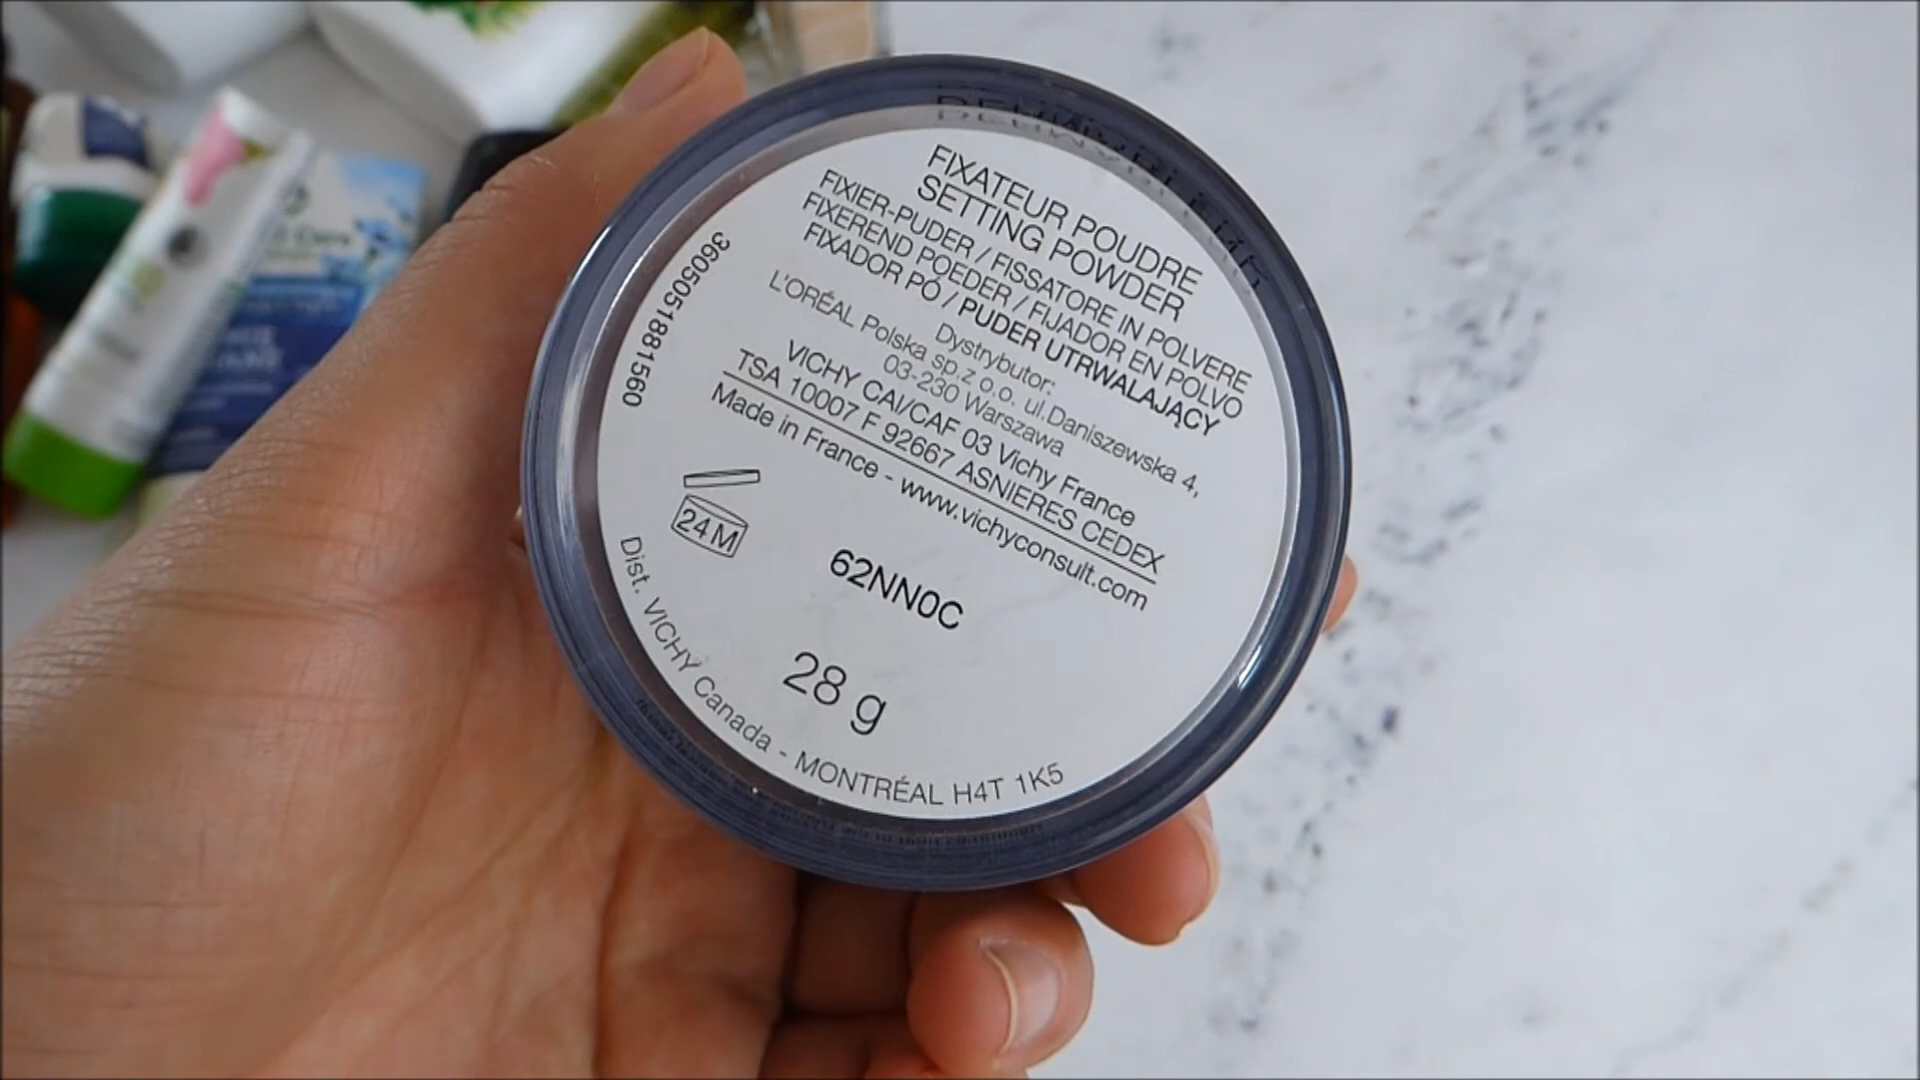 FIXATEUR POUDRE
SETTING POWDER
FIXIER-PUDER / FISSATORE IN POLVERE
FIXEREND POEDER / FIJADOR EN POLVO
FIXADOR PÓ / PUDER UTRWALAJĄCY
Dystrybutor:
L'ORÉAL Polska sp.z o.o. ul.Daniszewska 4,
03-230 Warszawa
VICHY CAI/CAF 03 Vichy France
TSA 10007 F 92667 ASNIERES CEDEX
Made in France - www.vichyconsult.com
3605051881560
24 M
62NN0C
28 g
Dist. VICHY Canada - MONTRÉAL H4T 1K5